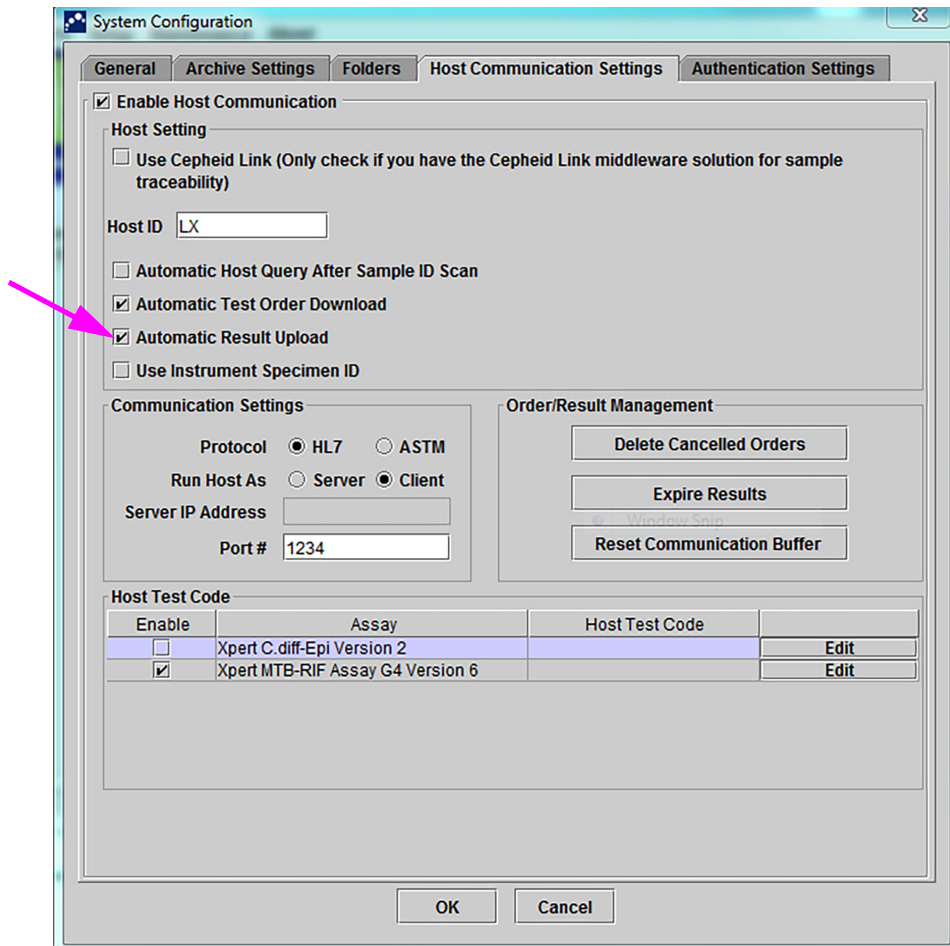 System Configuration
General Archive Settings Folders Host Communication Settings Authentication Settings
Enable Host Communication
Host Setting
Use Cepheid Link (Only check if you have the Cepheid Link middleware solution for sample
traceability)
Host ID LX
Automatic Host Query After Sample ID Scan
Automatic Test Order Download
Automatic Result Upload
Use Instrument Specimen ID
Communication Settings
Protocol HL7 ASTM
Run Host As Server Client
Server IP Address
Port # 1234
Order/Result Management
Delete Cancelled Orders
Expire Results
Window Snip
Reset Communication Buffer
Host Test Code
Enable Assay Host Test Code
Xpert C.diff-Epi Version 2 Edit
Xpert MTB-RIF Assay G4 Version 6 Edit
OK Cancel